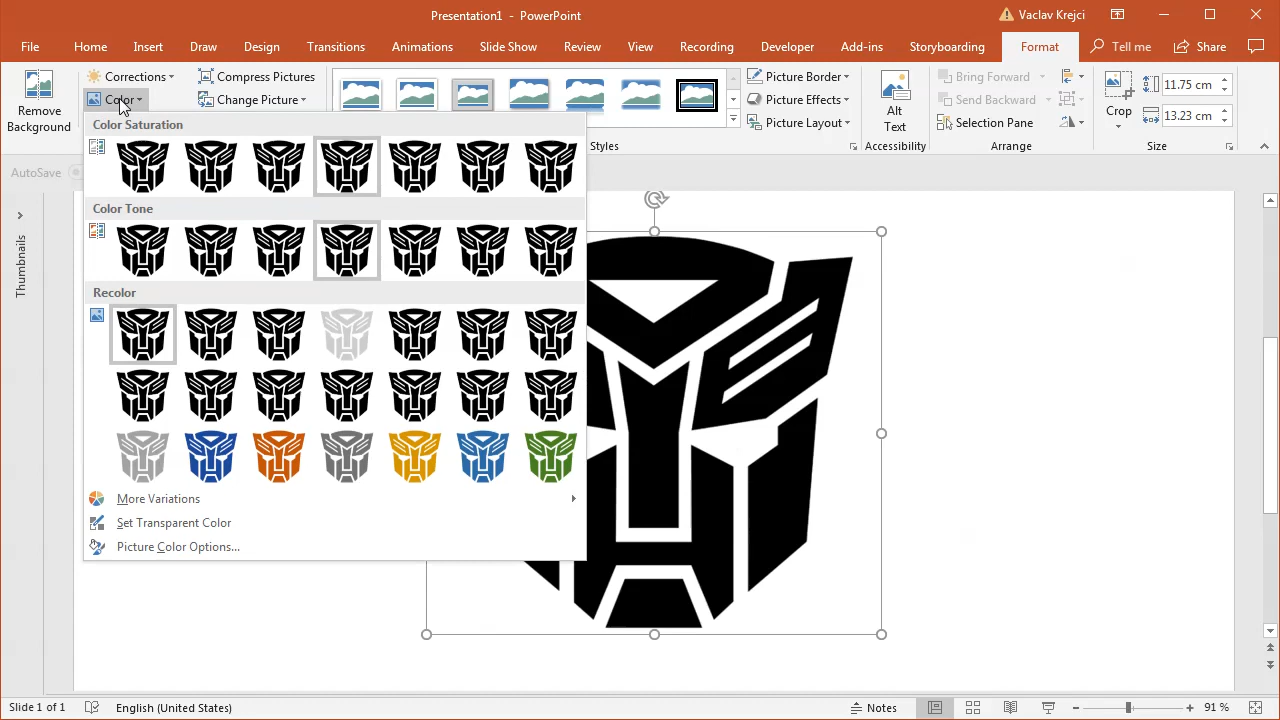 Presentation1 - PowerPoint
Vaclav Krejci
File Home Insert Draw Design Transitions Animations Slide Show Review View Recording Developer Add-ins Storyboarding Format Tell me Share
Remove Background
Corrections
Color
Compress Pictures
Change Picture
Picture Border
Picture Effects
Picture Layout
Styles
Alt Text
Accessibility
Bring Forward
Send Backward
Selection Pane
Arrange
Crop
11.75 cm
13.23 cm
Size
AutoSave
Color Saturation
Color Tone
Recolor
More Variations
Set Transparent Color
Picture Color Options...
Thumbnails
Slide 1 of 1
English (United States)
Notes
91 %